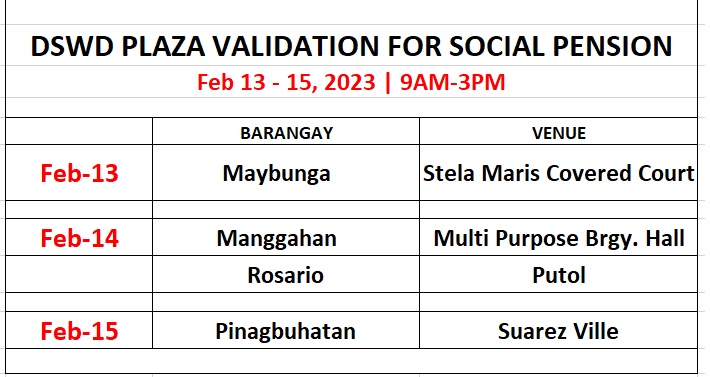 DSWD PLAZA VALIDATION FOR SOCIAL PENSION
Feb 13 - 15, 2023 | 9AM-3PM
BARANGAY VENUE
Feb-13 Maybunga Stela Maris Covered Court
Feb-14 Manggahan Multi Purpose Brgy. Hall
Rosario Putol
Feb-15 Pinagbuhatan Suarez Ville